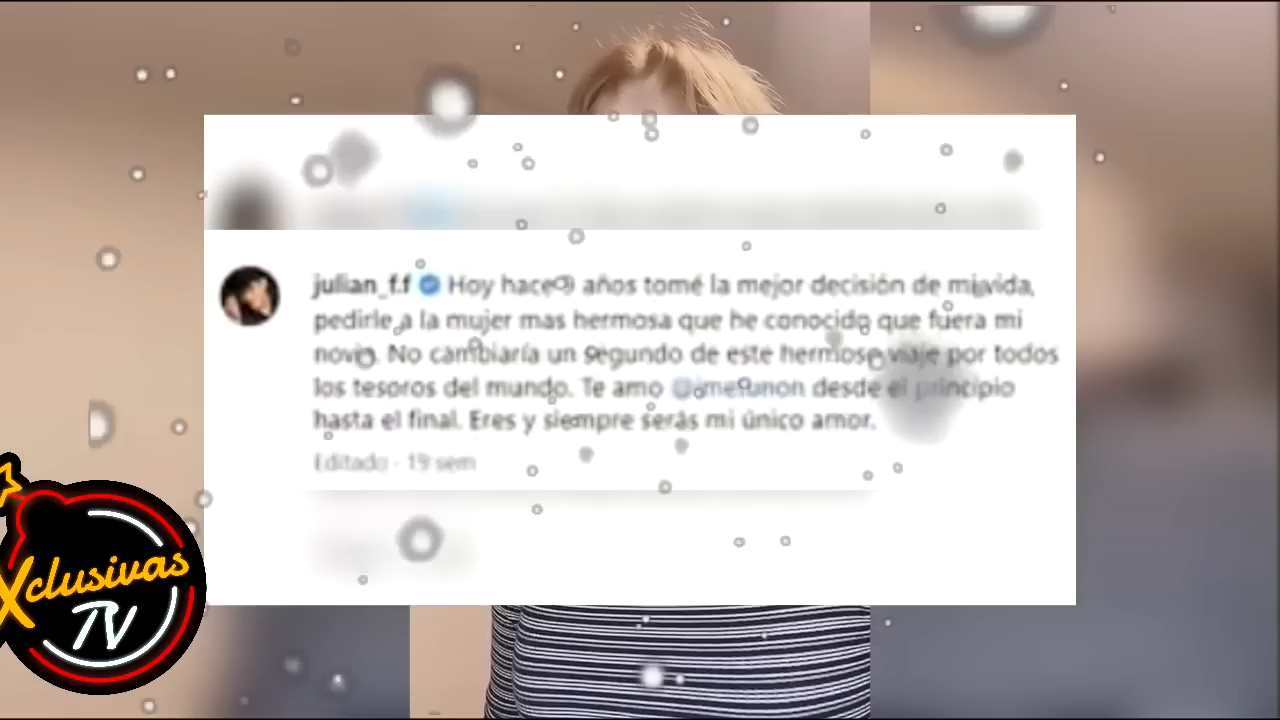 julian_f.f Hoy hace 9 años tomé la mejor decisión de mi vida,
pedirle a la mujer mas hermosa que he conocido que fuera mi
novia. No cambiaría un segundo de este hermoso viaje por todos
los tesoros del mundo. Te amo desde el principio
hasta el final. Eres y siempre serás mi único amor.
Editado · 19 sem
Xclusivas
TV